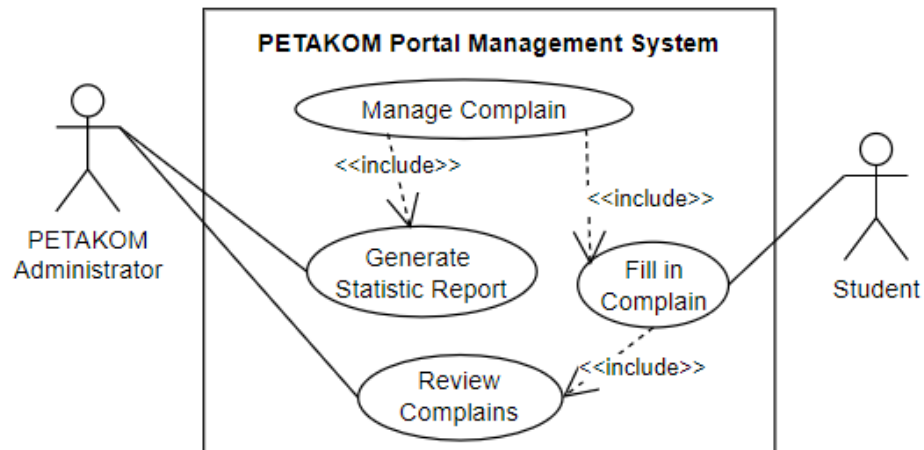 PETAKOM Portal Management System
Manage Complain
<<include>>
<<include>>
PETAKOM
Administrator
Generate
Statistic Report
Fill in
Complain
Student
<<include>>
Review
Complains